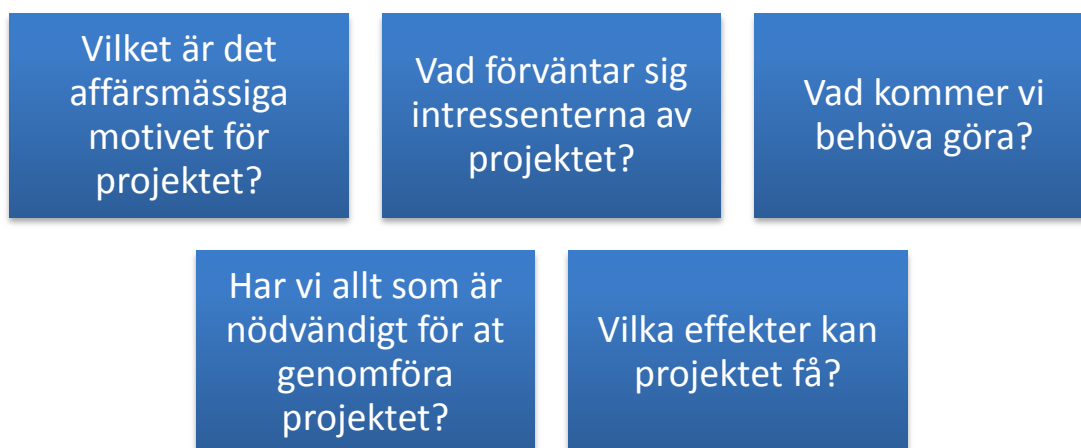 Vilket är det
affärsmässiga
motivet för
projektet?
Vad förväntar sig
intressenterna av
projektet?
Vad kommer vi
behöva göra?
Har vi allt som är
nödvändigt för at
genomföra
projektet?
Vilka effekter kan
projektet få?